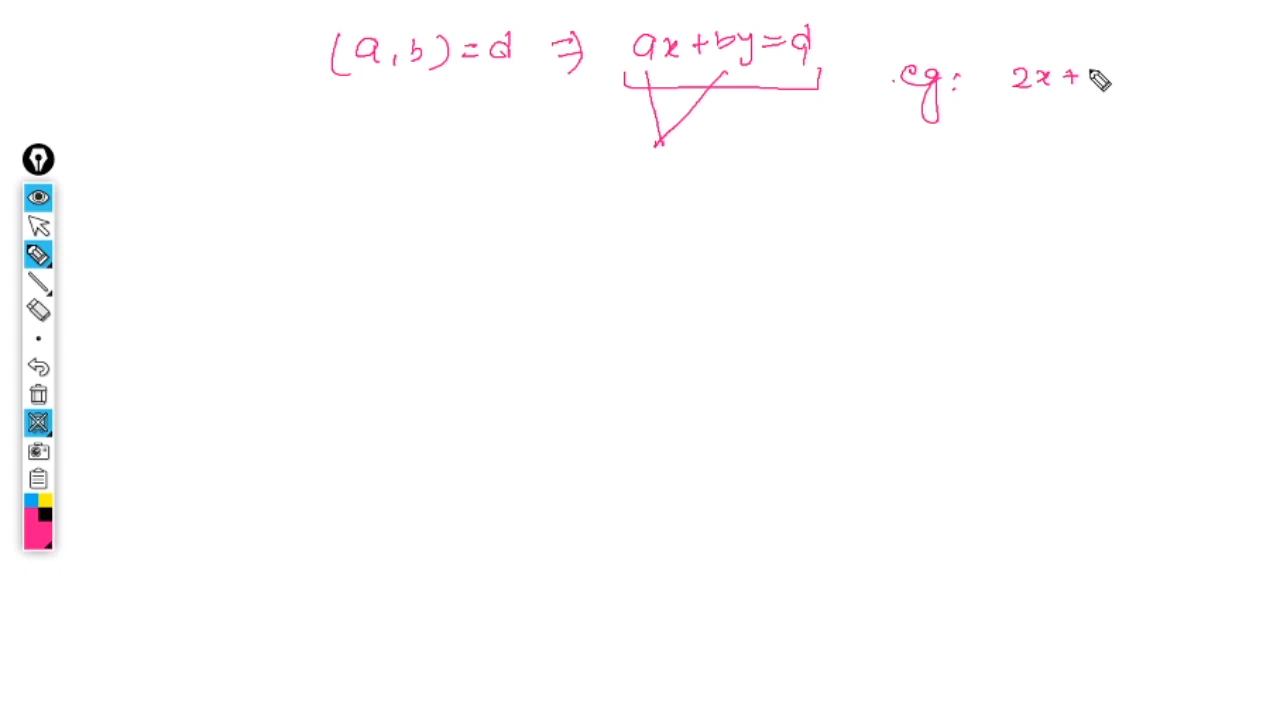 (a, b) = d ⇒ ax + by = d
eg: 2x +